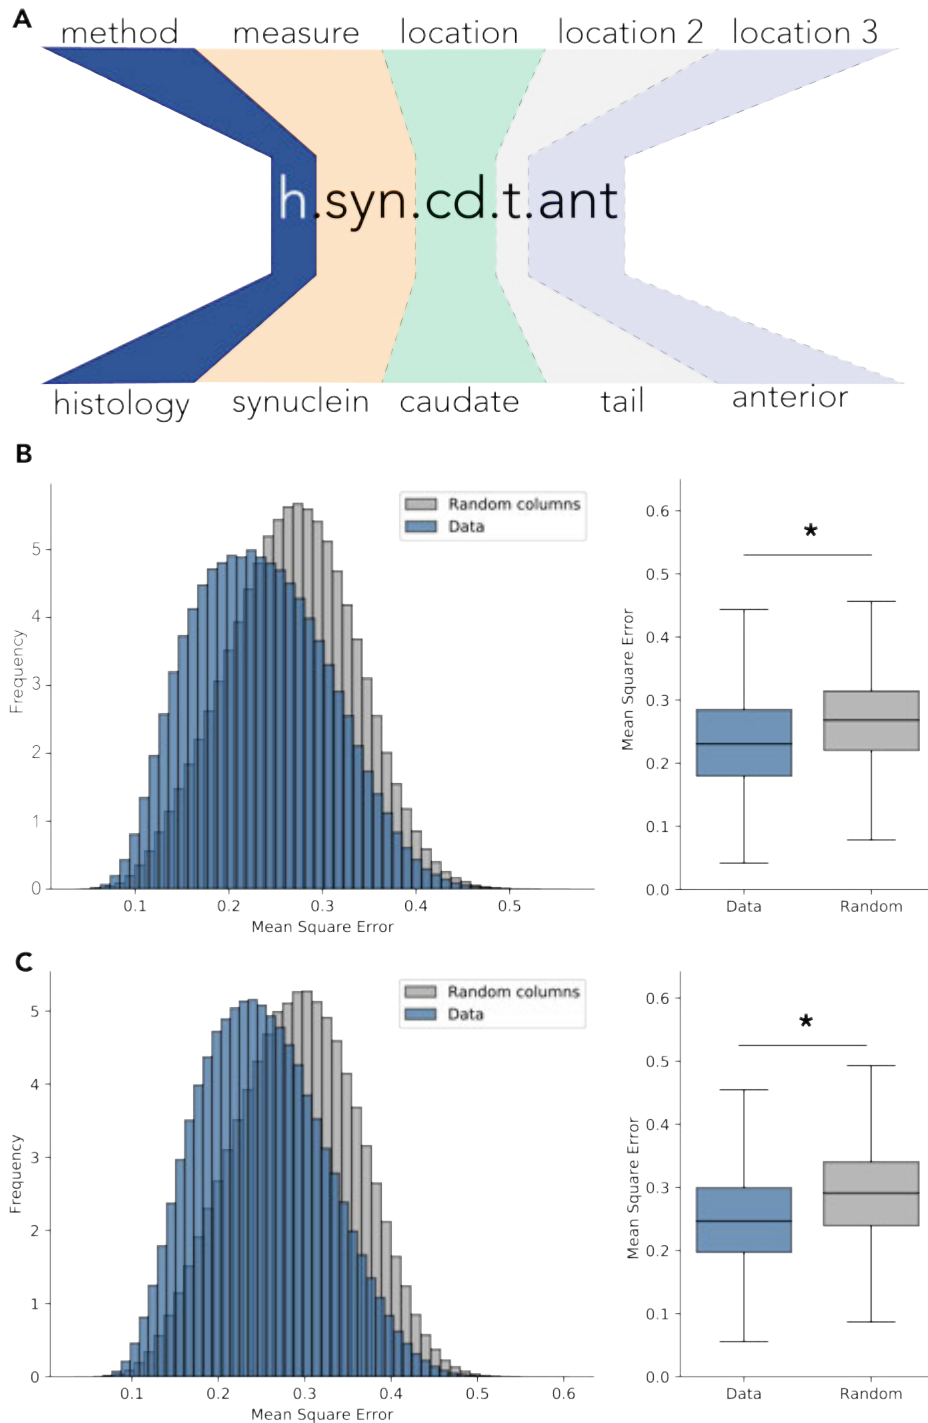 A
method measure location location 2 location 3
h.syn.cd.t.ant
histology synuclein caudate tail anterior
B
Random columns
Data
Frequency
5
4
3
2
1
0
0.1 0.2 0.3 0.4 0.5
Mean Square Error
*
Mean Square Error
0.6
0.5
0.4
0.3
0.2
0.1
0.0
Data Random
C
Random columns
Data
Frequency
5
4
3
2
1
0
0.1 0.2 0.3 0.4 0.5 0.6
Mean Square Error
*
Mean Square Error
0.6
0.5
0.4
0.3
0.2
0.1
0.0
Data Random